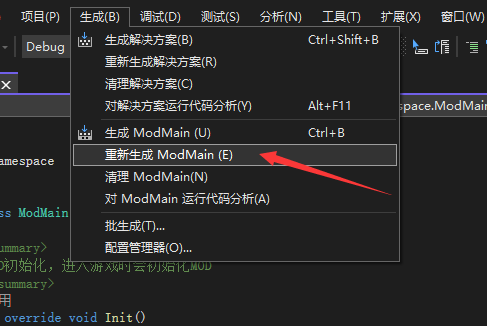 项目(P) 生成(B) 调试(D) 测试(S) 分析(N) 工具(T) 扩展(X) 窗口(W)
Debug
生成解决方案(B) Ctrl+Shift+B
重新生成解决方案(R)
清理解决方案(C)
对解决方案运行代码分析(Y) Alt+F11
space.ModMain
生成 ModMain (U) Ctrl+B
amespace
重新生成 ModMain (E)
清理 ModMain(N)
对 ModMain 运行代码分析(A)
ss ModMain
批生成(T)...
summary>
配置管理器(O)...
D初始化，进入游戏时会初始化MOD
summary>
用
override void Init()